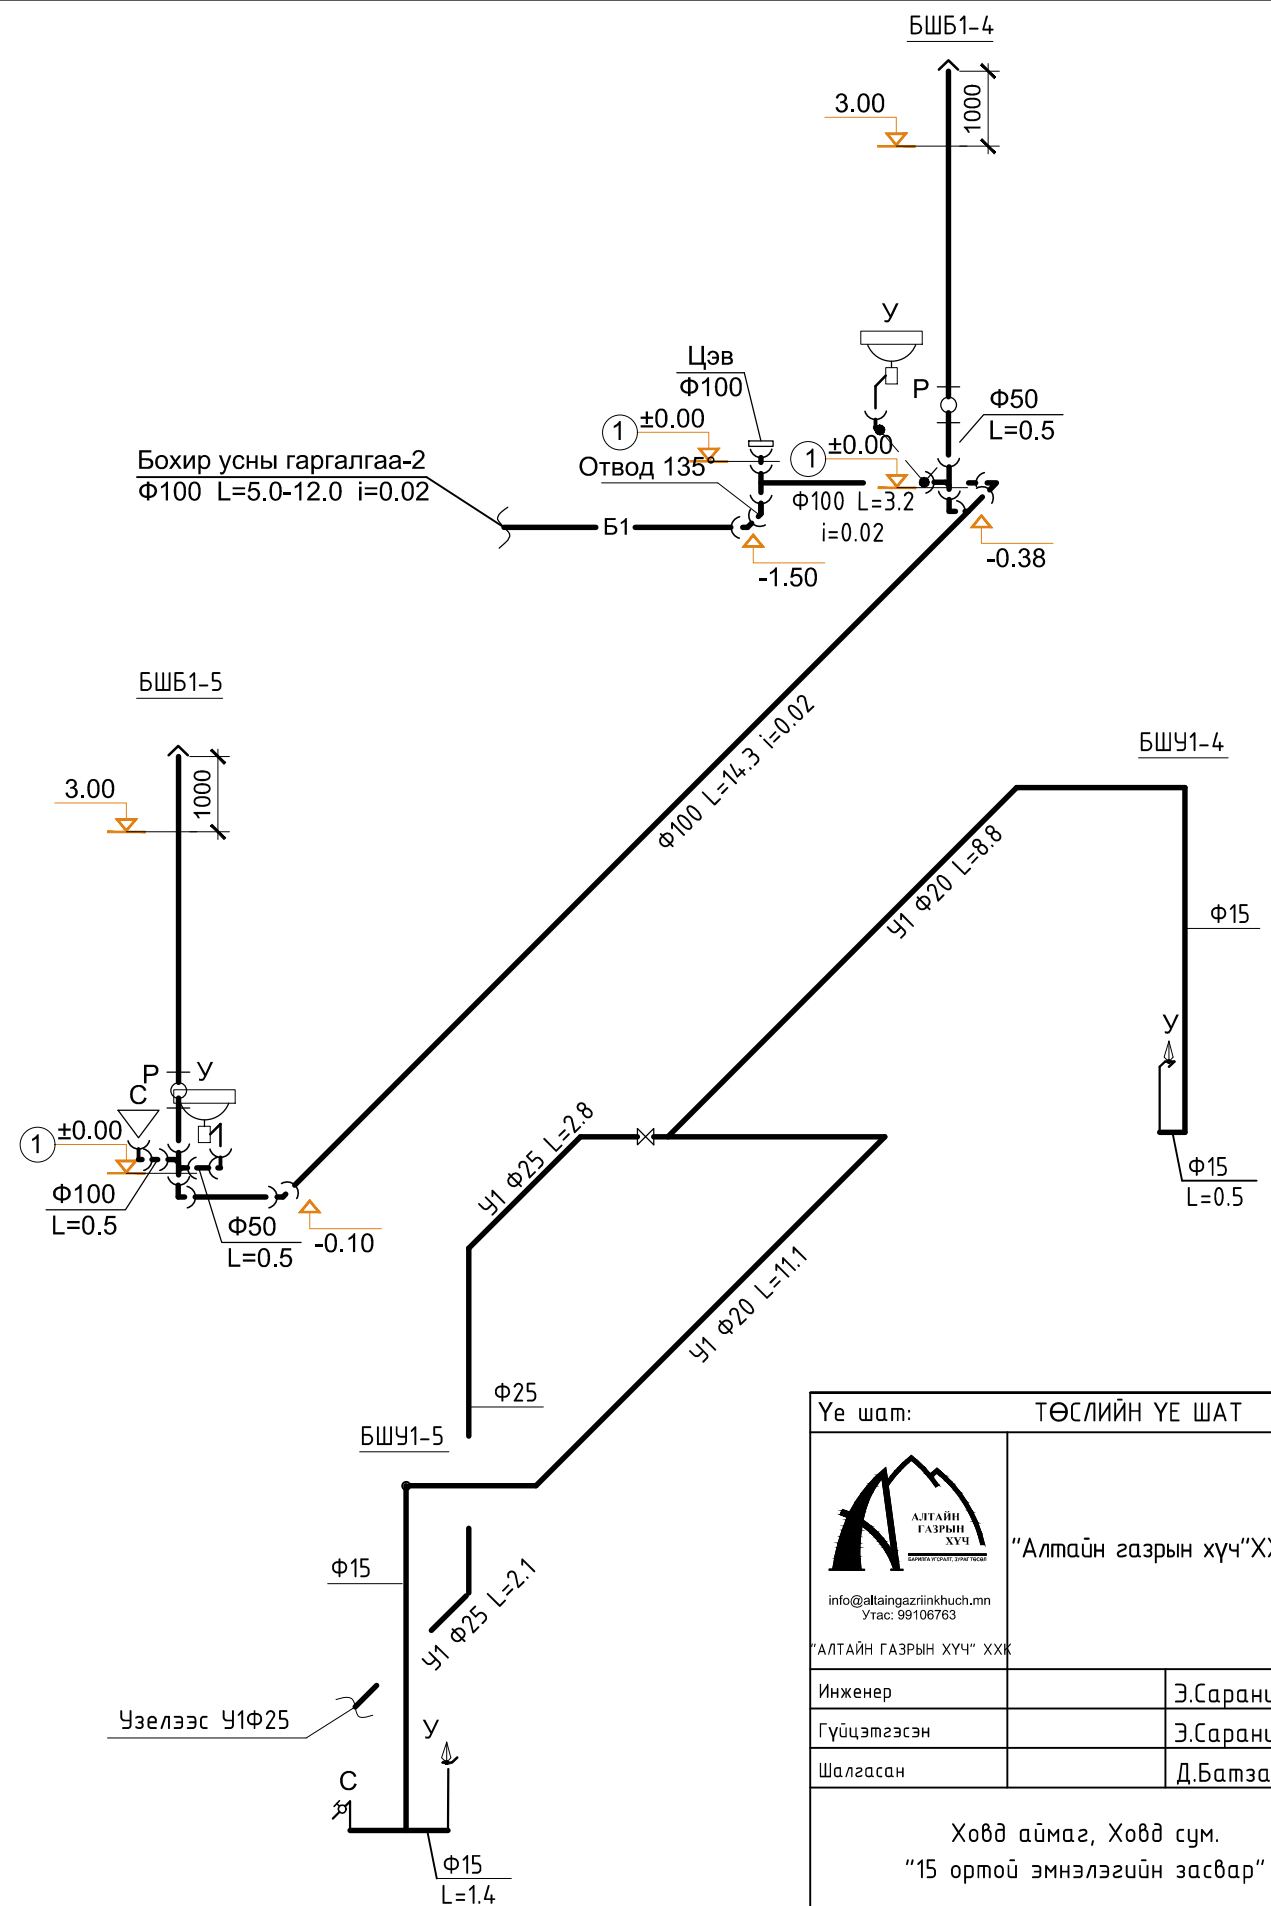 БШБ1-4
3.00
1000
У
Цэв
Ф100
Р
Ф50
L=0.5
1
±0.00
1
±0.00
Отвод 135°
Бохир усны гаргалгаа-2
Ф100 L=5.0-12.0 i=0.02
Б1
Ф100 L=3.2
i=0.02
-1.50
-0.38
БШБ1-5
3.00
1000
Ф100 L=14.3 i=0.02
БШУ1-4
У1 Ф20 L=8.8
Ф15
У
Ф15
L=0.5
Р
У
С
1
±0.00
Ф100
L=0.5
Ф50
L=0.5
-0.10
У1 Ф25 L=2.8
У1 Ф20 L=11.1
Ф25
БШУ1-5
Ф15
У1 Ф25 L=2.1
Узелээс У1Ф25
У
С
Ф15
L=1.4
Үе шат:
ТӨСЛИЙН ҮЕ ШАТ
АЛТАЙН
ГАЗРЫН
ХҮЧ
info@altaingazriinkhuch.mn
Утас: 99106763
"АЛТАЙН ГАЗРЫН ХҮЧ" ХХК
"Алтайн газрын хүч"
Инженер
Гүйцэтгэсэн
Шалгасан
Ховд аймаг, Ховд сум.
"15 ортой эмнэлэгийн засвар"